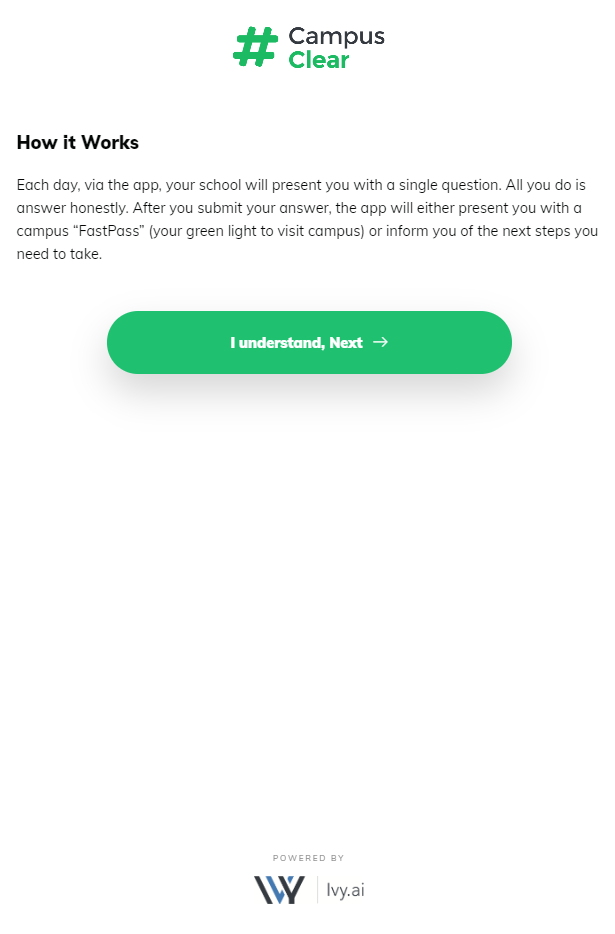 Campus
Clear
How it Works
Each day, via the app, your school will present you with a single question. All you do is
answer honestly. After you submit your answer, the app will either present you with a
campus “FastPass” (your green light to visit campus) or inform you of the next steps you
need to take.
I understand, Next →
POWERED BY
IVY | Ivy.ai